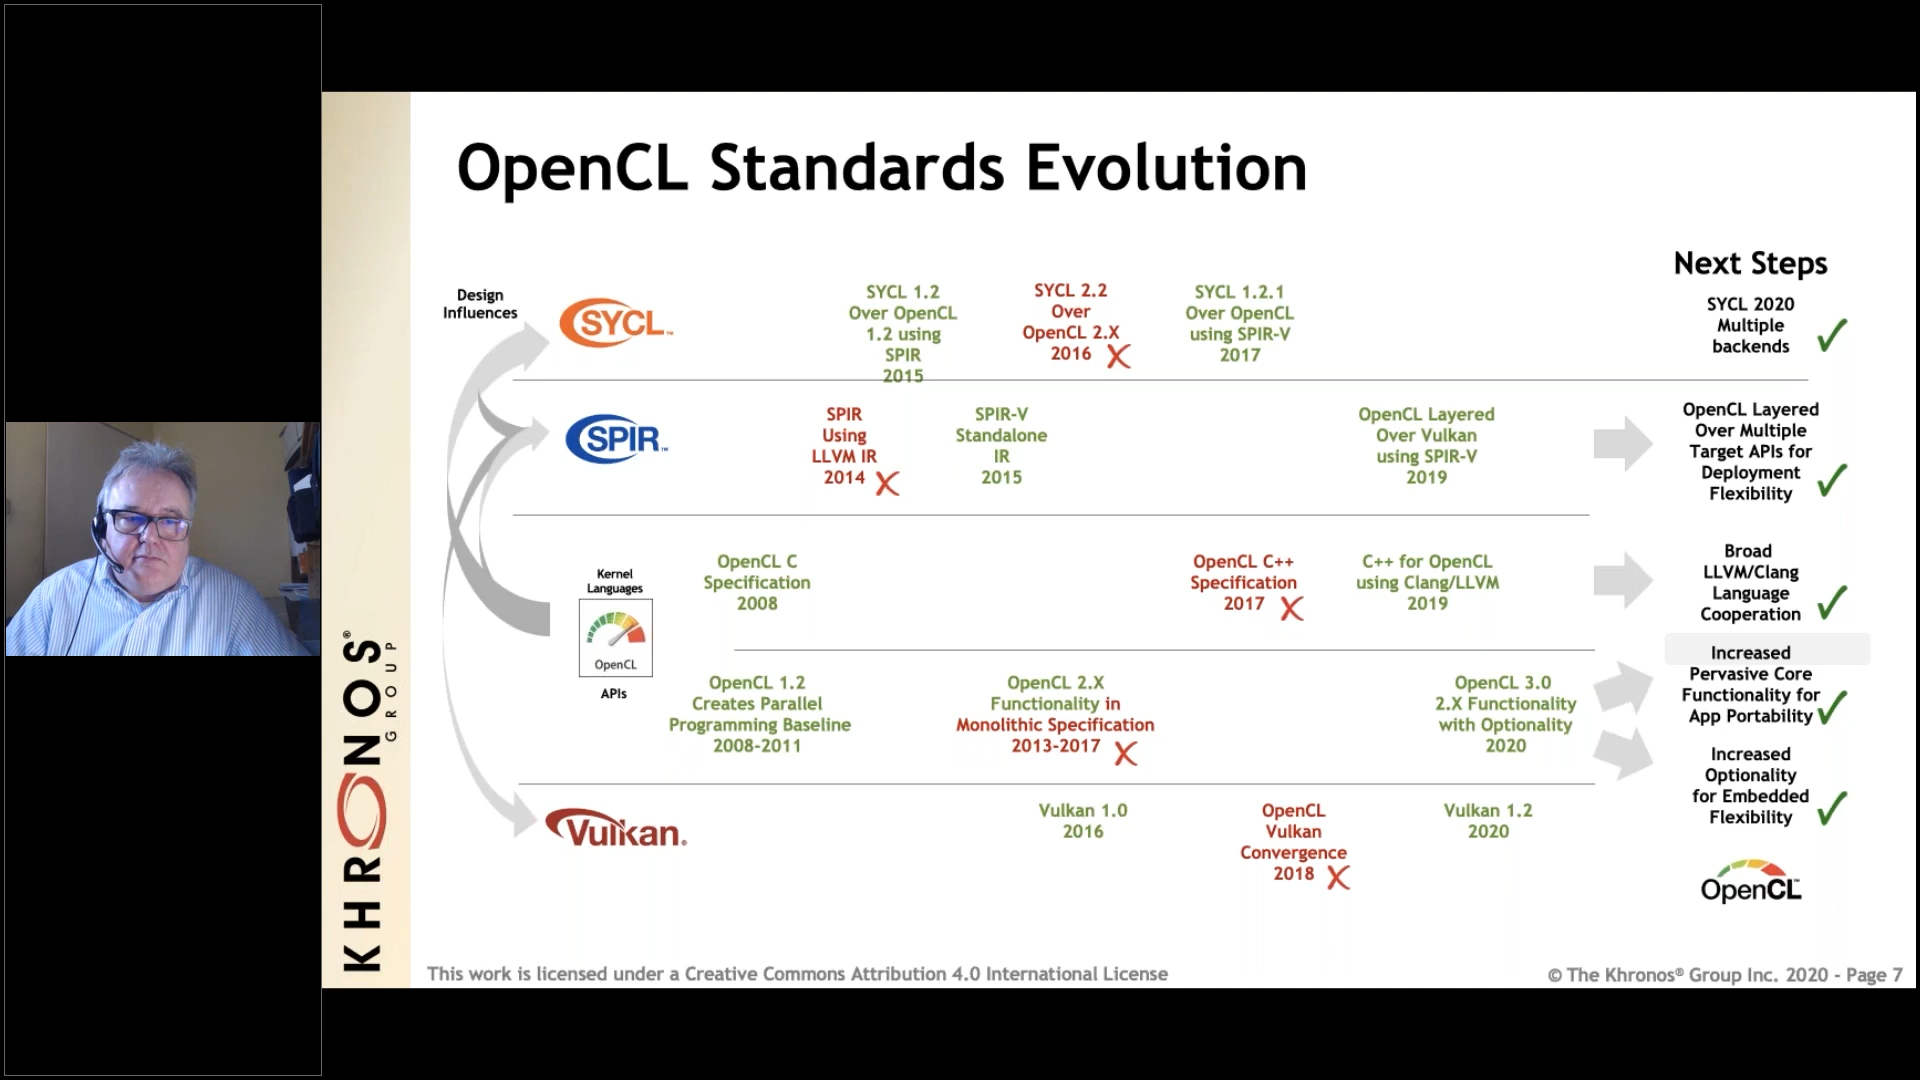 OpenCL Standards Evolution
Next Steps
Design
Influences
SYCL™
SYCL 1.2
Over OpenCL
1.2 using
SPIR
2015
SYCL 2.2
Over
OpenCL 2.X
2016
SYCL 1.2.1
Over OpenCL
using SPIR-V
2017
SYCL 2020
Multiple
backends
SPIR™
SPIR
Using
LLVM IR
2014
SPIR-V
Standalone
IR
2015
OpenCL Layered
Over Vulkan
using SPIR-V
2019
OpenCL Layered
Over Multiple
Target APIs for
Deployment
Flexibility
Kernel
Languages
OpenCL
APIs
OpenCL C
Specification
2008
OpenCL C++
Specification
2017
C++ for OpenCL
using Clang/LLVM
2019
Broad
LLVM/Clang
Language
Cooperation
OpenCL 1.2
Creates Parallel
Programming Baseline
2008-2011
OpenCL 2.X
Functionality in
Monolithic Specification
2013-2017
OpenCL 3.0
2.X Functionality
with Optionality
2020
Increased
Pervasive Core
Functionality for
App Portability
Increased
Optionality
for Embedded
Flexibility
Vulkan®
Vulkan 1.0
2016
OpenCL
Vulkan
Convergence
2018
Vulkan 1.2
2020
OpenCL™
KHRONOS®
GROUP
This work is licensed under a Creative Commons Attribution 4.0 International License
© The Khronos® Group Inc. 2020 - Page 7